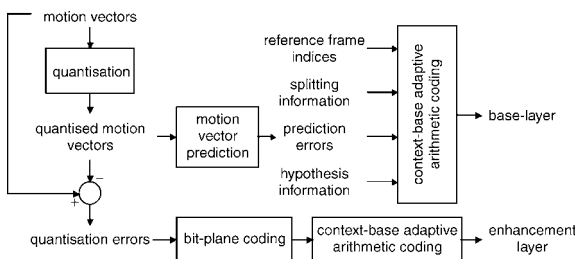 motion vectors
quantisation
quantised motion
vectors
−
+
motion
vector
prediction
reference frame
indices
splitting
information
prediction
errors
hypothesis
information
context-base adaptive
arithmetic coding
base-layer
quantisation errors
bit-plane coding
context-base adaptive
arithmetic coding
enhancement
layer